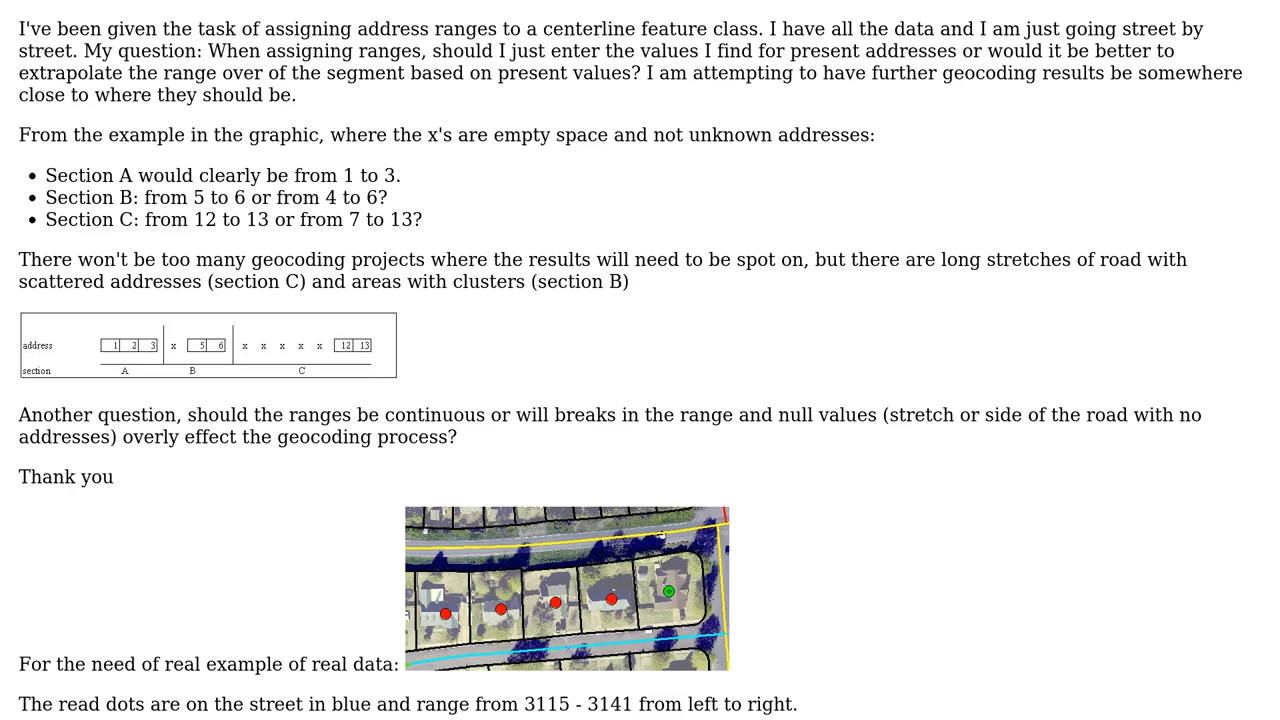 I've been given the task of assigning address ranges to a centerline feature class. I have all the data and I am just going street by
street. My question: When assigning ranges, should I just enter the values I find for present addresses or would it be better to
extrapolate the range over of the segment based on present values? I am attempting to have further geocoding results be somewhere
close to where they should be.
From the example in the graphic, where the x's are empty space and not unknown addresses:
• Section A would clearly be from 1 to 3.
• Section B: from 5 to 6 or from 4 to 6?
• Section C: from 12 to 13 or from 7 to 13?
There won't be too many geocoding projects where the results will need to be spot on, but there are long stretches of road with
scattered addresses (section C) and areas with clusters (section B)
address 1 2 3 x 5 6 x x x x x 12 13
section A B C
Another question, should the ranges be continuous or will breaks in the range and null values (stretch or side of the road with no
addresses) overly effect the geocoding process?
Thank you
For the need of real example of real data:
The read dots are on the street in blue and range from 3115 - 3141 from left to right.